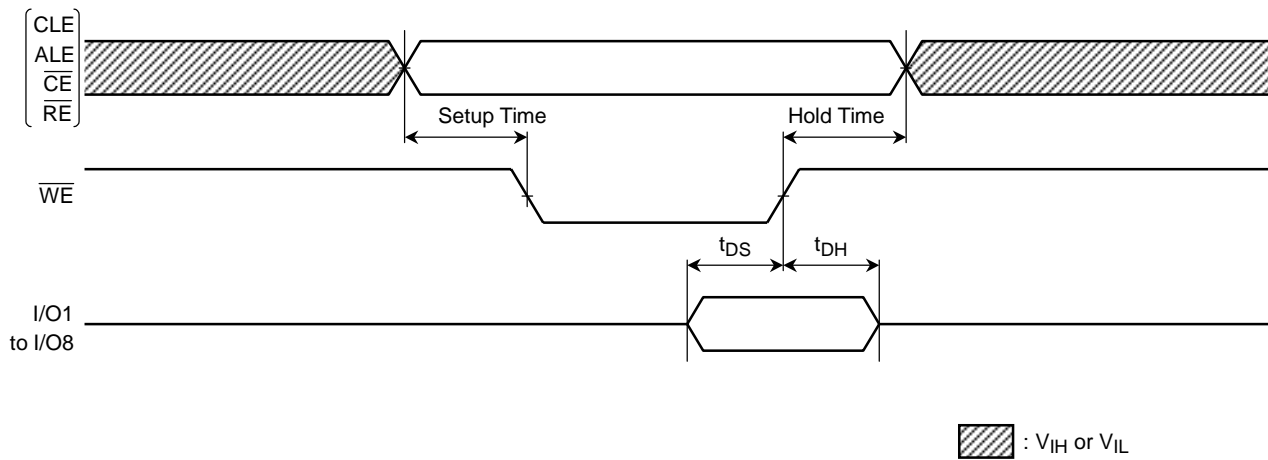 CLE
ALE
CE
RE
Setup Time
Hold Time
WE
tDS
tDH
I/O1
to I/O8
: VIH or VIL